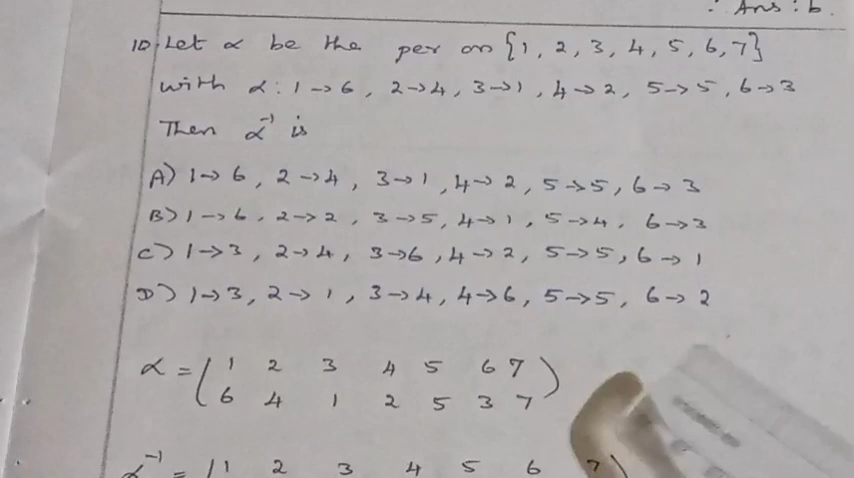 ∴ Ans : b.
10. Let α be the per on {1, 2, 3, 4, 5, 6, 7}
with α : 1→6, 2→4, 3→1, 4→2, 5→5, 6→3
Then α⁻¹ is
A) 1→6, 2→4, 3→1, 4→2, 5→5, 6→3
B) 1→6, 2→2, 3→5, 4→1, 5→4, 6→3
C) 1→3, 2→4, 3→6, 4→2, 5→5, 6→1
D) 1→3, 2→1, 3→4, 4→6, 5→5, 6→2
α = ( 1 2 3 4 5 6 7 )
6 4 1 2 5 3 7
α⁻¹ = ( 1 2 3 4 5 6 7 )